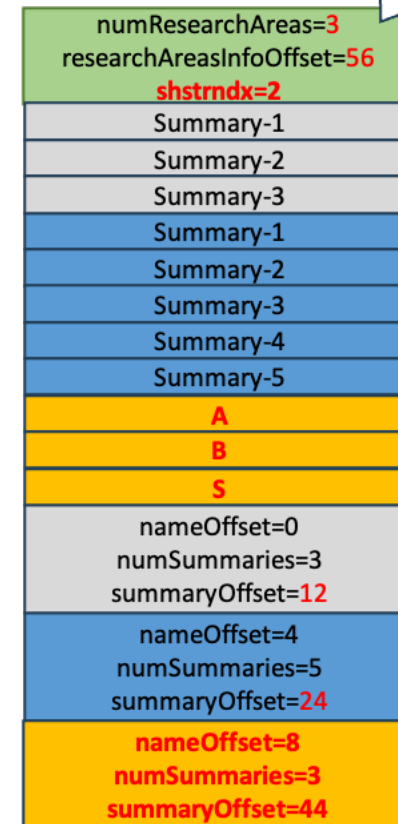 numResearchAreas=3
researchAreasInfoOffset=56
shstrndx=2
Summary-1
Summary-2
Summary-3
Summary-1
Summary-2
Summary-3
Summary-4
Summary-5
A
B
S
nameOffset=0
numSummaries=3
summaryOffset=12
nameOffset=4
numSummaries=5
summaryOffset=24
nameOffset=8
numSummaries=3
summaryOffset=44